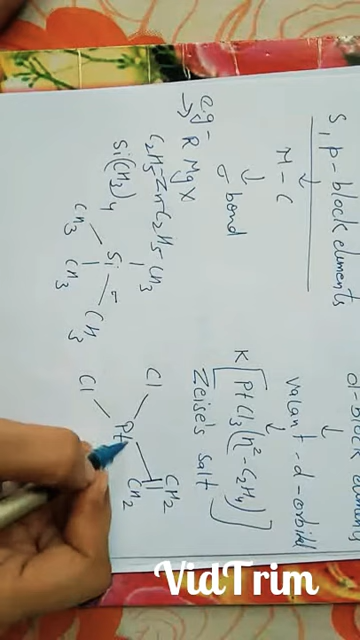 S, p-block elements
M-C
σ- bond
e.g-
R Mg X
C2H5-Zn-C2H5
Si(CH3)4
CH3
CH3 Si CH3
CH3
d-block elements
valant-d-orbital
K[PtCl3(η2-C2H4)]
Zeise's salt
Cl
Cl Pt CH2
CH2
VidTrim